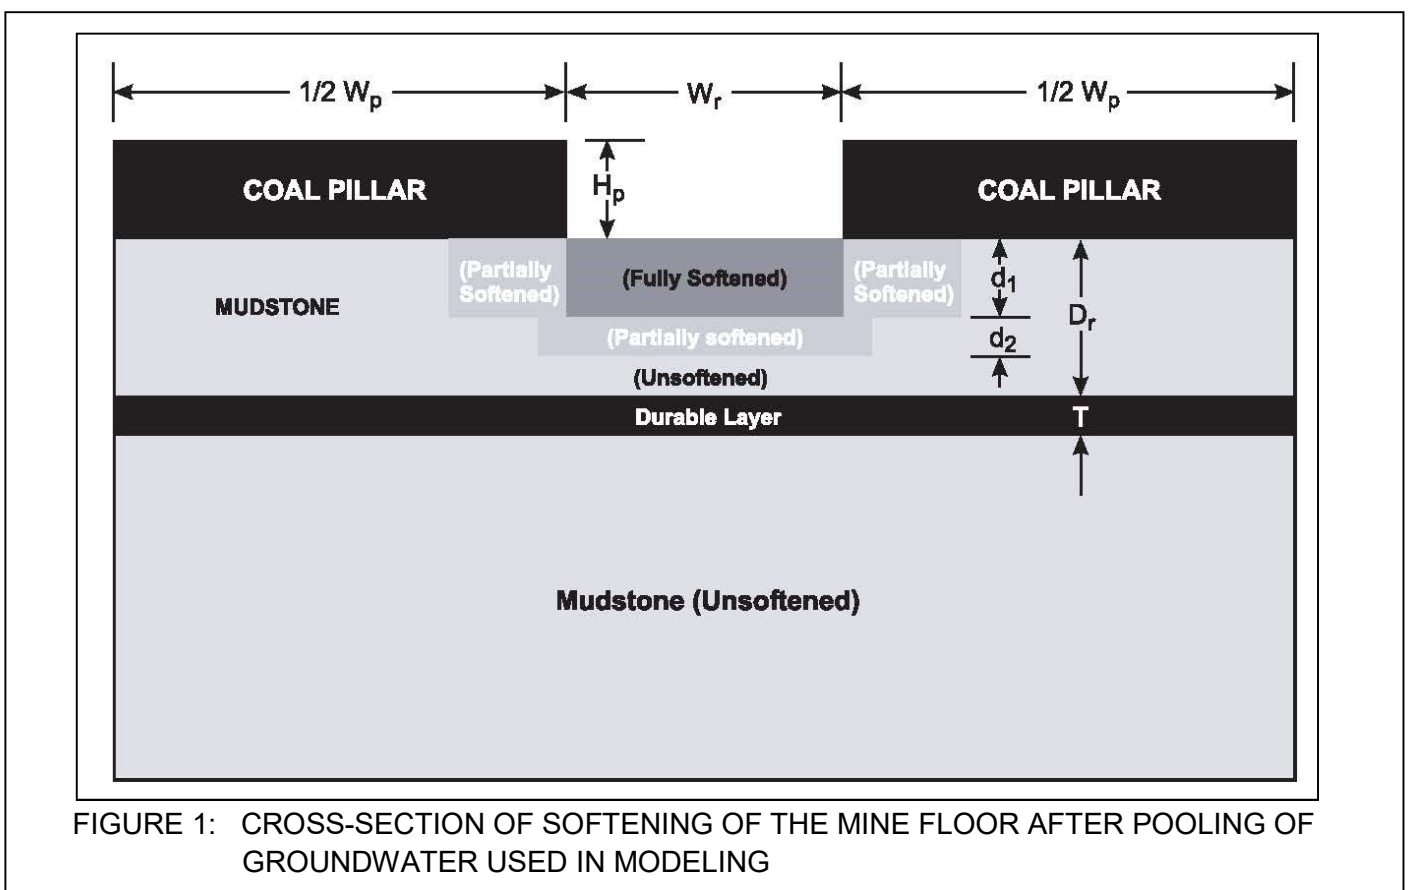 1/2 Wp Wr 1/2 Wp
COAL PILLAR Hp COAL PILLAR
(Partially
Softened)
(Fully Softened)
(Partially
Softened)
d1
MUDSTONE
Dr
(Partially softened)
d2
(Unsoftened)
Durable Layer T
Mudstone (Unsoftened)
FIGURE 1: CROSS-SECTION OF SOFTENING OF THE MINE FLOOR AFTER POOLING OF
GROUNDWATER USED IN MODELING